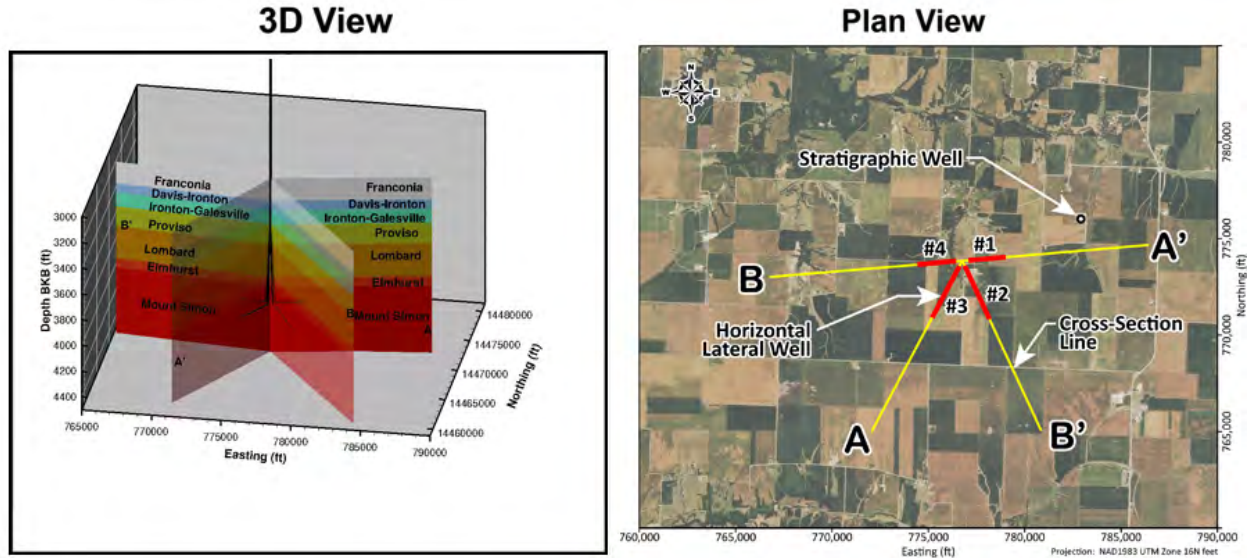 3D View
Franconia
Davis-Ironton
Ironton-Galesville
Proviso
Lombard
Elmhurst
Mount Simon
B'
A'
Franconia
Davis-Ironton
Ironton-Galesville
Proviso
Lombard
Elmhurst
B
Mount Simon
A
Depth BKB (ft)
3000
3200
3400
3600
3800
4000
4200
4400
765000
770000
775000
780000
785000
790000
Easting (ft)
14480000
14475000
14470000
14465000
14460000
Northing (ft)
Plan View
N
W
E
S
Stratigraphic Well
#4
#1
A'
B
#3
#2
Horizontal
Lateral Well
Cross-Section
Line
A
B'
780,000
775,000
770,000
765,000
Northing (ft)
760,000
765,000
770,000
775,000
780,000
785,000
790,000
Easting (ft)
Projection: NAD1983 UTM Zone 16N feet